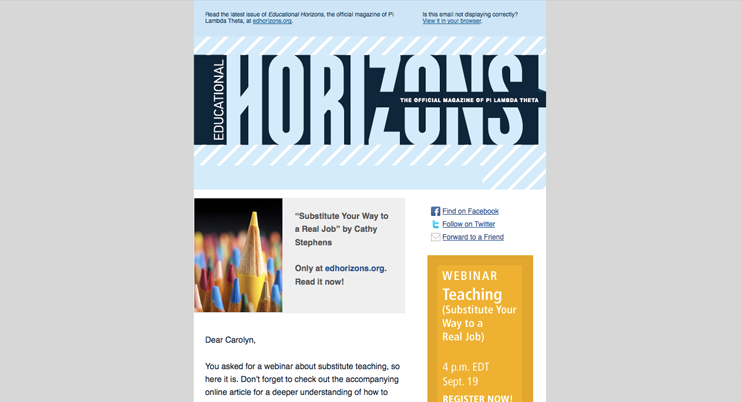 Read the latest issue of Educational Horizons, the official magazine of Pi
Lambda Theta, at edhorizons.org.
Is this email not displaying correctly?
View it in your browser.
EDUCATIONAL
HORIZONS
THE OFFICIAL MAGAZINE OF PI LAMBDA THETA
"Substitute Your Way to
a Real Job" by Cathy
Stephens
Only at edhorizons.org.
Read it now!
Find on Facebook
Follow on Twitter
Forward to a Friend
WEBINAR
Teaching
(Substitute Your
Way to a
Real Job)
4 p.m. EDT
Sept. 19
REGISTER NOW!
Dear Carolyn,
You asked for a webinar about substitute teaching, so
here it is. Don't forget to check out the accompanying
online article for a deeper understanding of how to